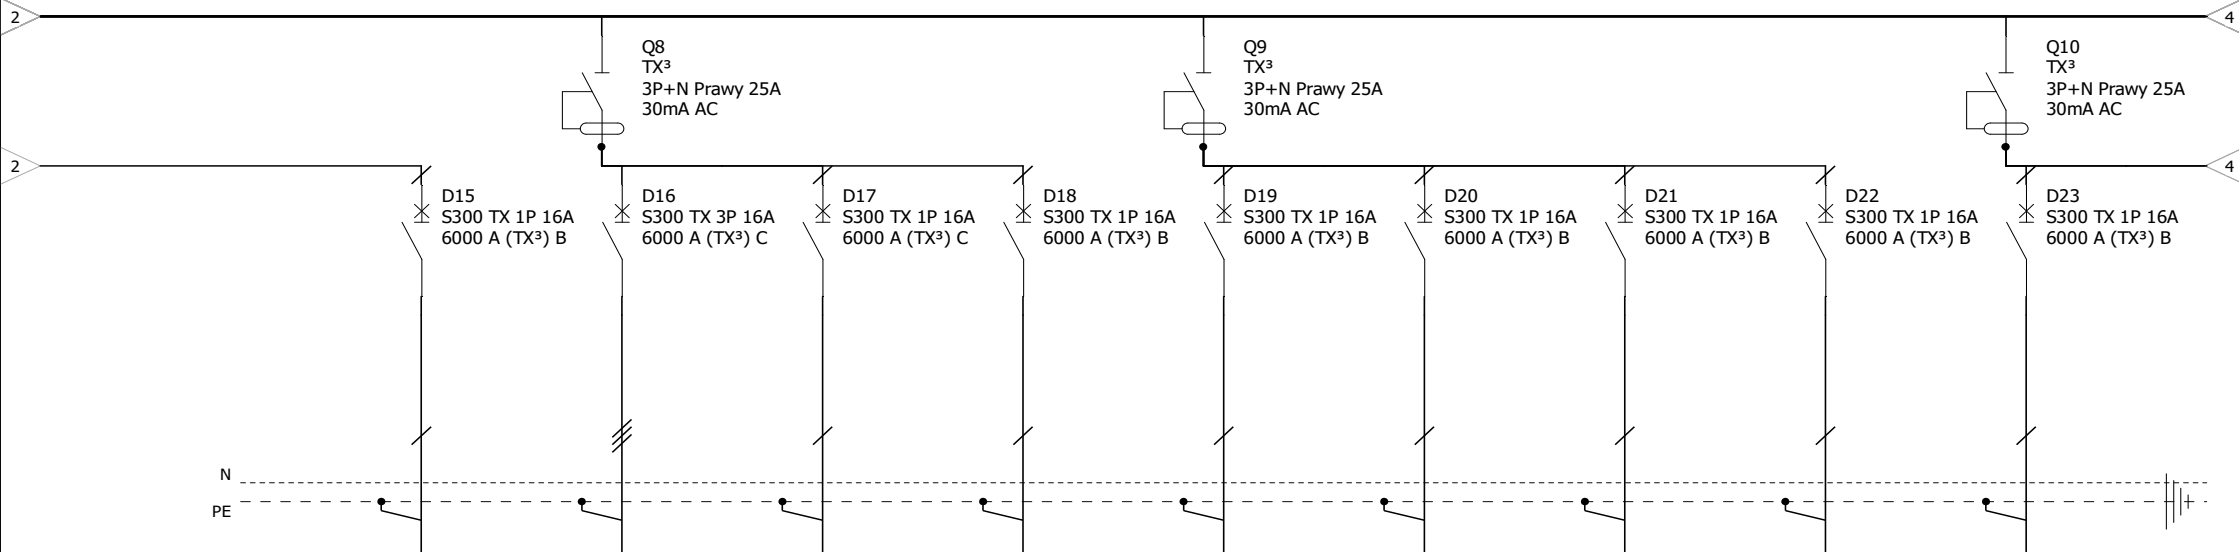 2
4
Q8
TX³
3P+N Prawy 25A
30mA AC
Q9
TX³
3P+N Prawy 25A
30mA AC
Q10
TX³
3P+N Prawy 25A
30mA AC
2
4
D15
S300 TX 1P 16A
6000 A (TX³) B
D16
S300 TX 3P 16A
6000 A (TX³) C
D17
S300 TX 1P 16A
6000 A (TX³) C
D18
S300 TX 1P 16A
6000 A (TX³) B
D19
S300 TX 1P 16A
6000 A (TX³) B
D20
S300 TX 1P 16A
6000 A (TX³) B
D21
S300 TX 1P 16A
6000 A (TX³) B
D22
S300 TX 1P 16A
6000 A (TX³) B
D23
S300 TX 1P 16A
6000 A (TX³) B
N
PE